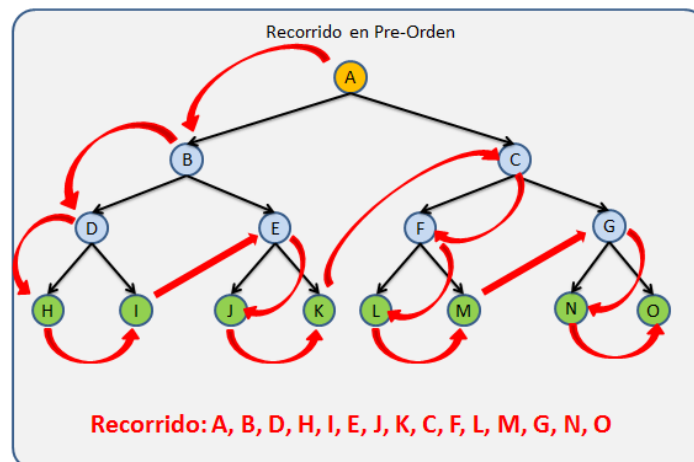 Recorrido en Pre-Orden
A
B
C
D
E
F
G
H
I
J
K
L
M
N
O
Recorrido: A, B, D, H, I, E, J, K, C, F, L, M, G, N, O